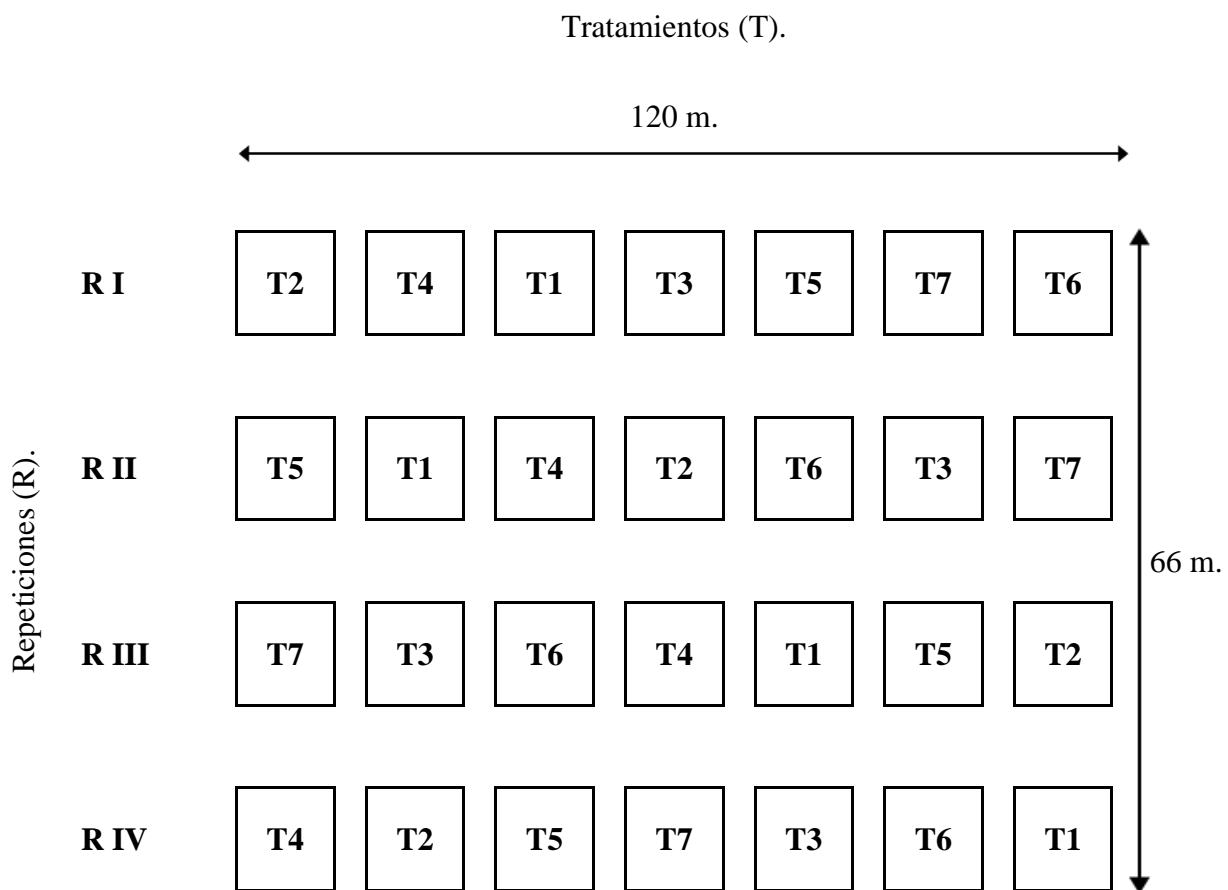 Tratamientos (T).
120 m.
R I T2 T4 T1 T3 T5 T7 T6
R II T5 T1 T4 T2 T6 T3 T7
Repeticiones (R).
66 m.
R III T7 T3 T6 T4 T1 T5 T2
R IV T4 T2 T5 T7 T3 T6 T1